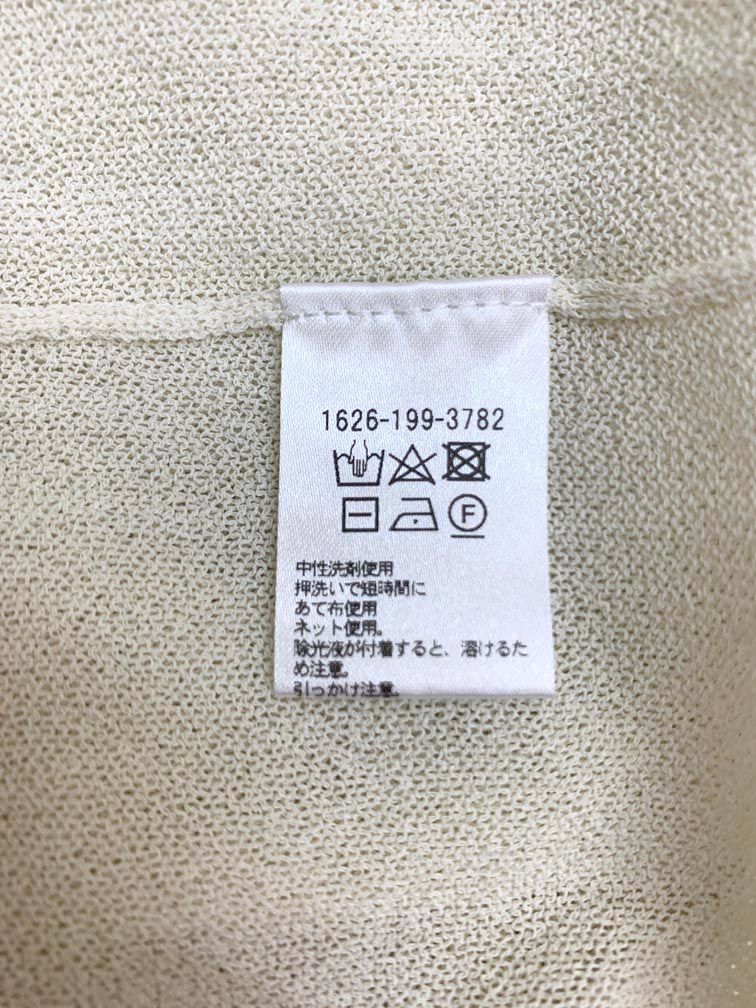 1626-199-3782
F
中性洗剤使用
押洗いで短時間に
あて布使用
ネット使用。
除光液が付着すると、溶けるた
め注意。
引っかけ注意。